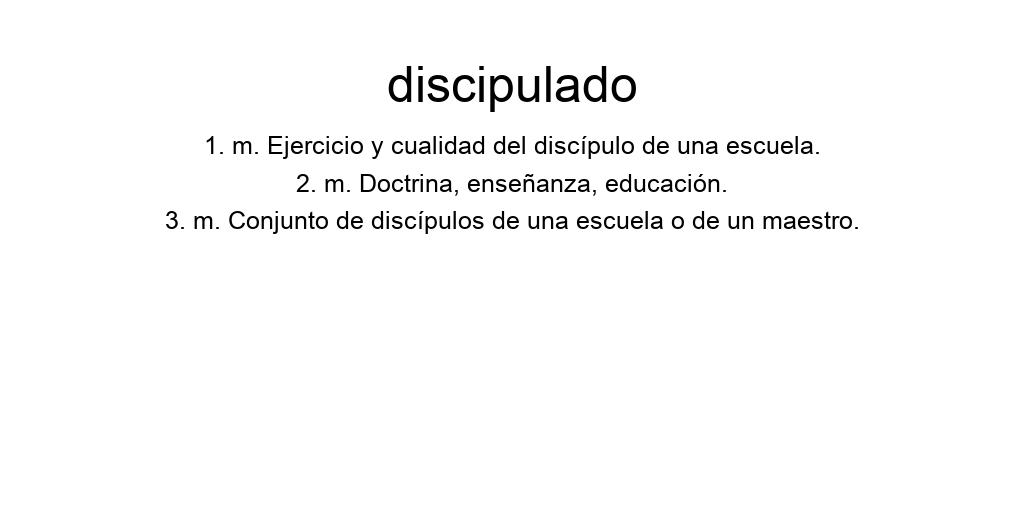 discipulado
1. m. Ejercicio y cualidad del discípulo de una escuela.
2. m. Doctrina, enseñanza, educación.
3. m. Conjunto de discípulos de una escuela o de un maestro.